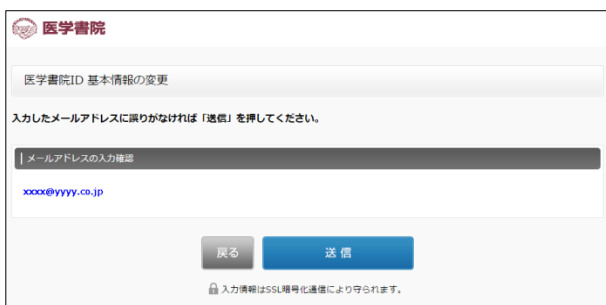 医学書院
医学書院ID 基本情報の変更
入力したメールアドレスに誤りがなければ「送信」を押してください。
メールアドレスの入力確認
xxxx@yyyy.co.jp
戻る 送信
入力情報はSSL暗号化通信により守られます。